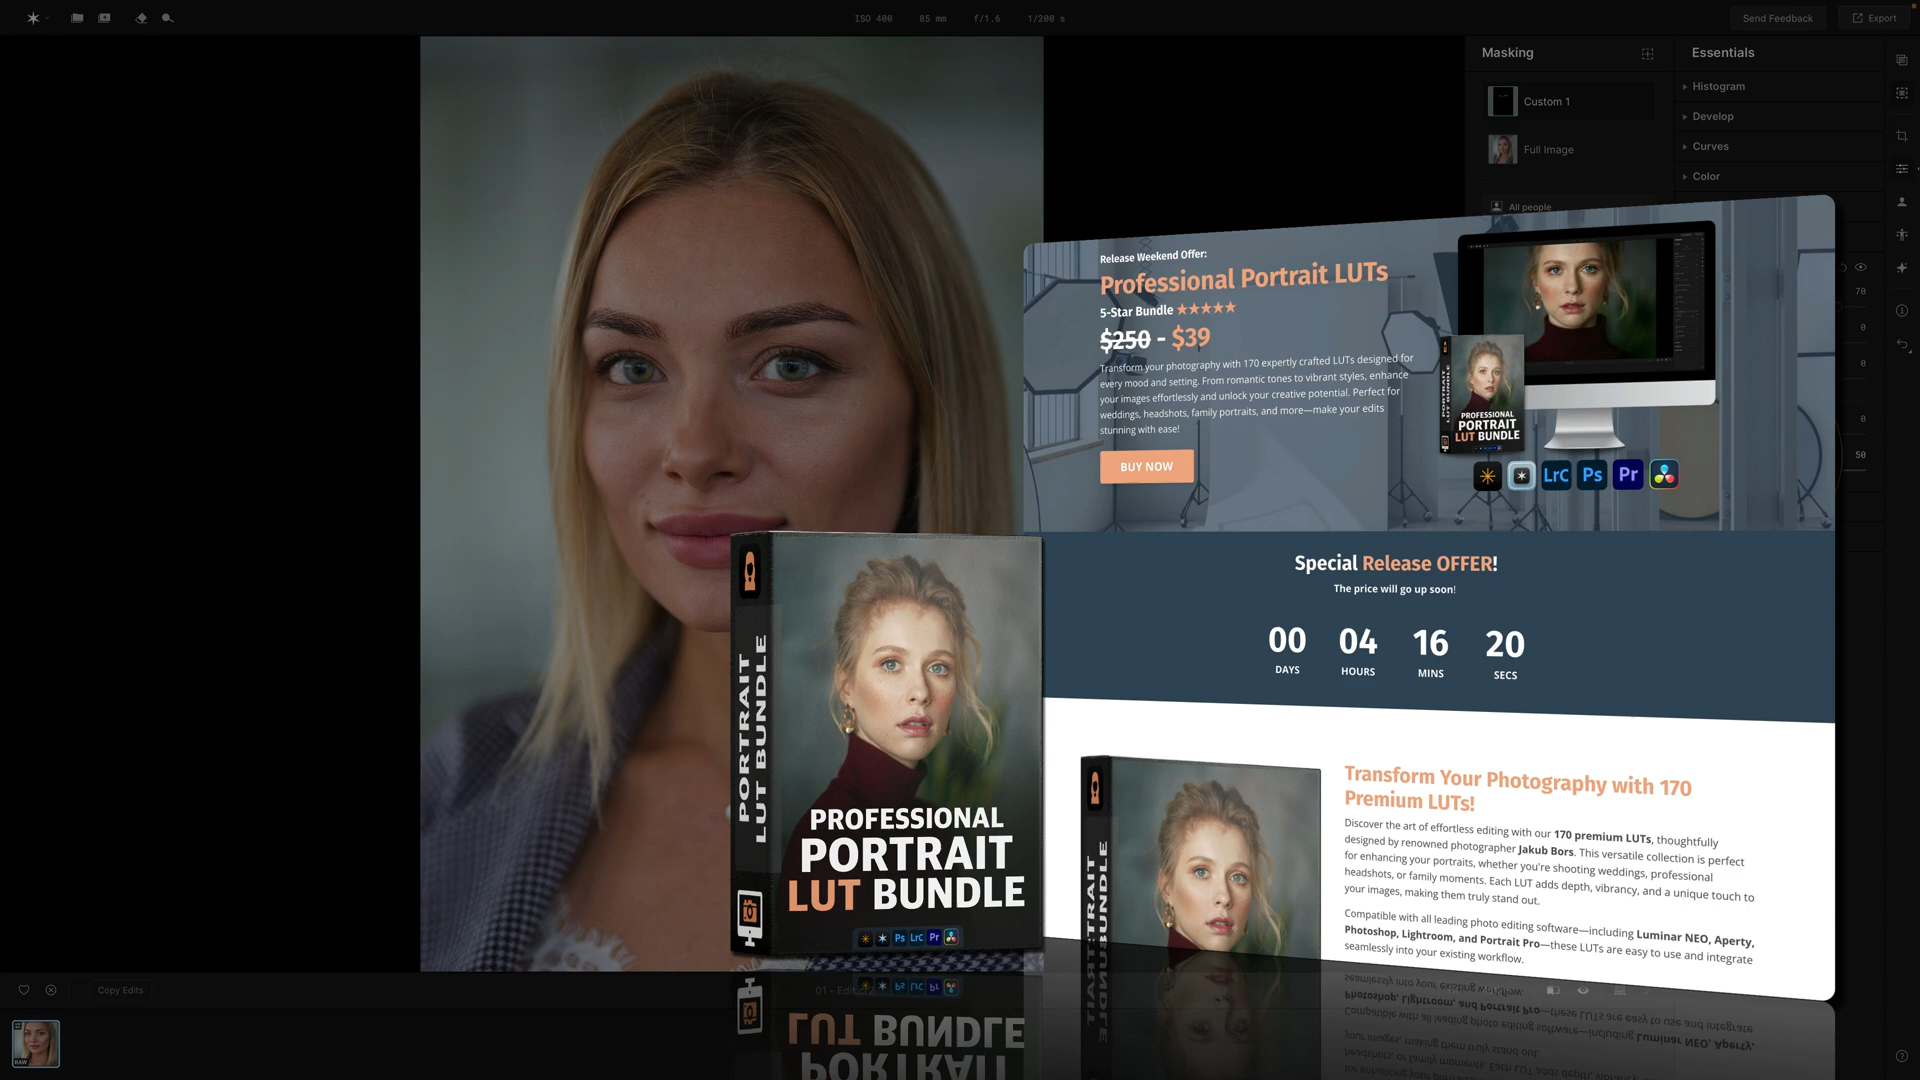 ISO 400 85 mm f/1.6 1/200 s
Send Feedback
Export
Masking
Custom 1
Full Image
All people
Essentials
Histogram
Develop
Curves
Color
70
0
0
0
50
Release Weekend Offer:
Professional Portrait LUTs
5-Star Bundle ★★★★★
$250 - $39
Transform your photography with 170 expertly crafted LUTs designed for
every mood and setting. From romantic tones to vibrant styles, enhance
your images effortlessly and unlock your creative potential. Perfect for
weddings, headshots, family portraits, and more—make your edits
stunning with ease!
BUY NOW
PORTRAIT
LUT BUNDLE
PROFESSIONAL
PORTRAIT
LUT BUNDLE
LrC Ps Pr
Special Release OFFER!
The price will go up soon!
00 04 16 20
DAYS HOURS MINS SECS
PORTRAIT
LUT BUNDLE
PROFESSIONAL
PORTRAIT
LUT BUNDLE
Ps LrC Pr
Transform Your Photography with 170
Premium LUTs!
Discover the art of effortless editing with our 170 premium LUTs, thoughtfully
designed by renowned photographer Jakub Bors. This versatile collection is perfect
for enhancing your portraits, whether you're shooting weddings, professional
headshots, or family moments. Each LUT adds depth, vibrancy, and a unique touch to
your images, making them truly stand out.
Compatible with all leading photo editing software—including Luminar NEO, Aperty,
Photoshop, Lightroom, and Portrait Pro—these LUTs are easy to use and integrate
seamlessly into your existing workflow.
Copy Edits
01 - Edit
RAW